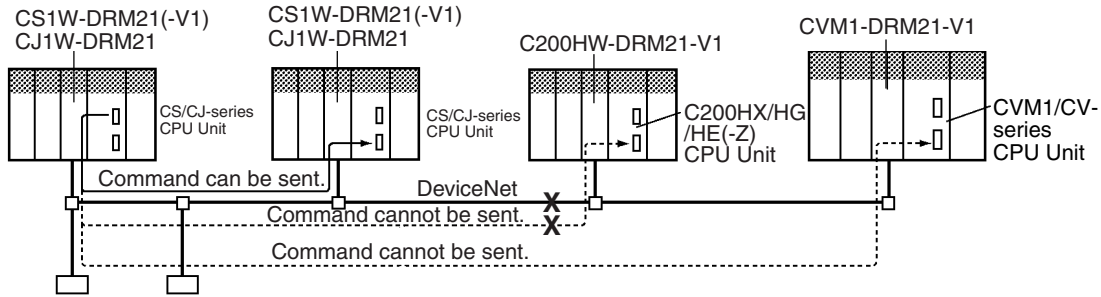 CS1W-DRM21(-V1)
CJ1W-DRM21
CS1W-DRM21(-V1)
CJ1W-DRM21
C200HW-DRM21-V1
CVM1-DRM21-V1
CS/CJ-series
CPU Unit
CS/CJ-series
CPU Unit
C200HX/HG
/HE(-Z)
CPU Unit
CVM1/CV-
series
CPU Unit
Command can be sent.
DeviceNet
X
Command cannot be sent.
X
Command cannot be sent.